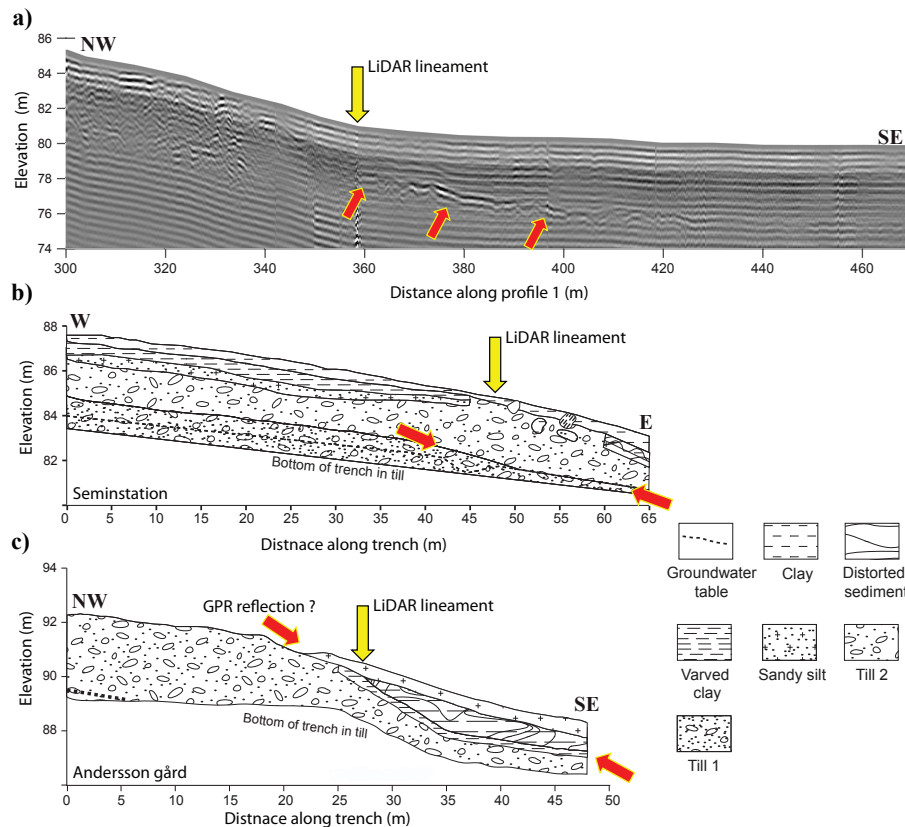 a)
86
84
82
80
78
76
74
Elevation (m)
NW
LiDAR lineament
SE
300
320
340
360
380
400
420
440
460
Distance along profile 1 (m)
b)
88
86
84
82
Elevation (m)
W
LiDAR lineament
E
Bottom of trench in till
Seminstation
0
5
10
15
20
25
30
35
40
45
50
55
60
65
Distnace along trench (m)
c)
94
92
90
88
Elevation (m)
NW
GPR reflection ?
LiDAR lineament
SE
Bottom of trench in till
Andersson gård
0
5
10
15
20
25
30
35
40
45
50
Distnace along trench (m)
Groundwater
table
Clay
Distorted
sediment
Varved
clay
Sandy silt
Till 2
Till 1